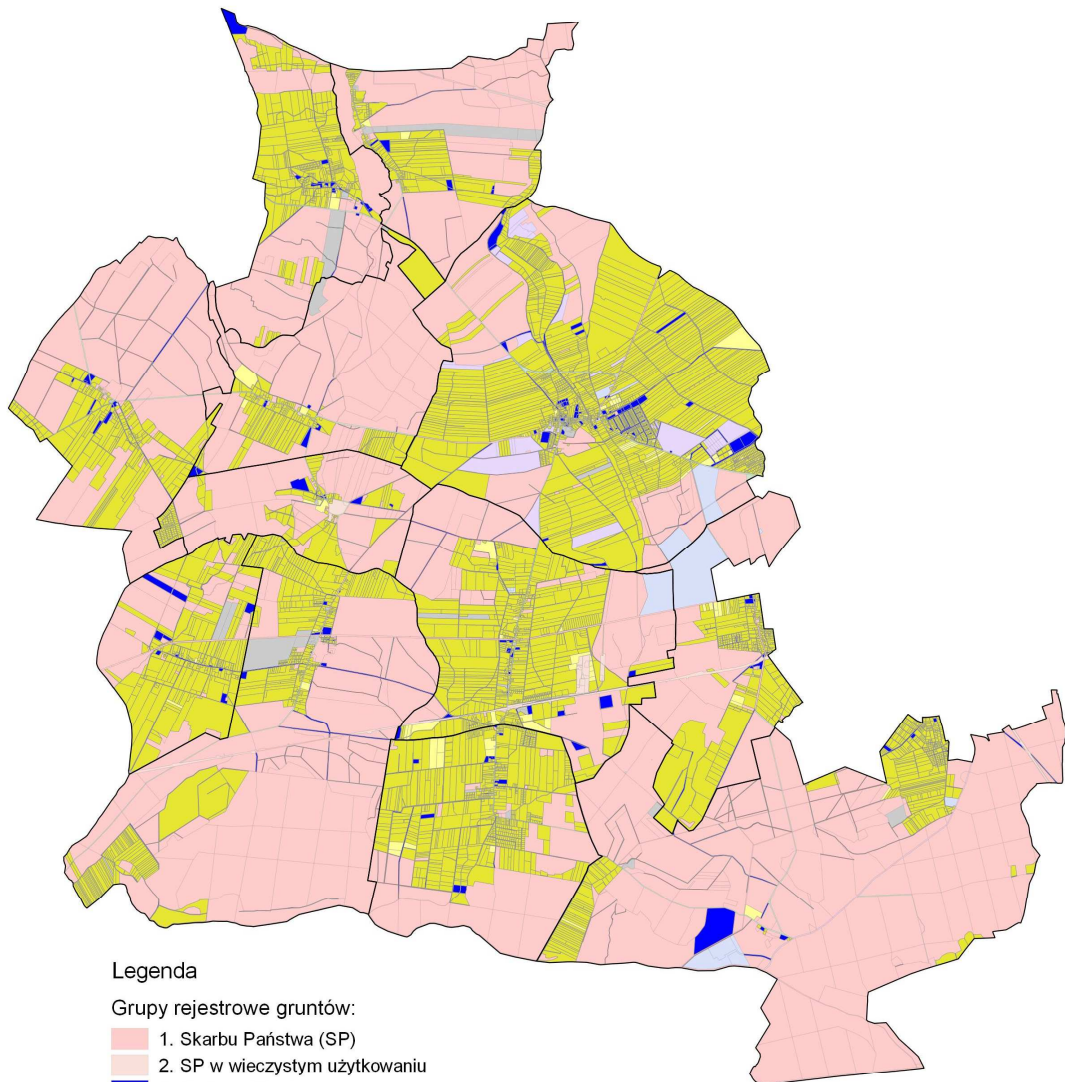 Legenda
Grupy rejestrowe gruntów:
1. Skarbu Państwa (SP)
2. SP w wieczystym użytkowaniu